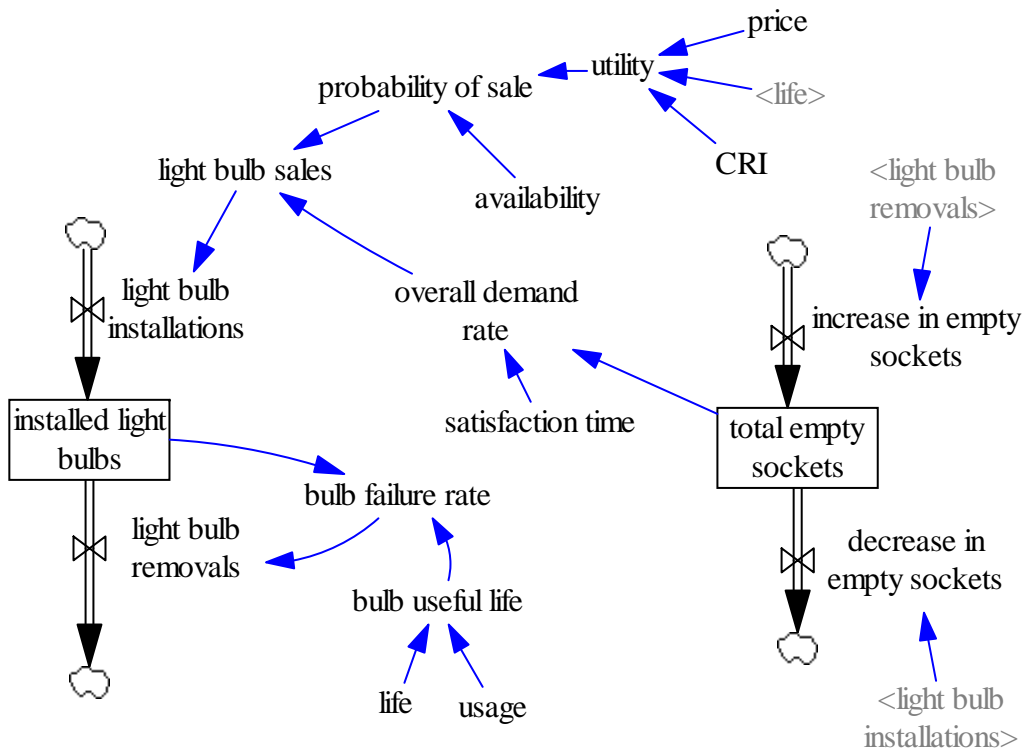 price
utility
<life>
probability of sale
CRI
light bulb sales
availability
<light bulb
removals>
light bulb
installations
overall demand
rate
increase in empty
sockets
satisfaction time
installed light
bulbs
total empty
sockets
bulb failure rate
light bulb
removals
decrease in
empty sockets
bulb useful life
life
usage
<light bulb
installations>